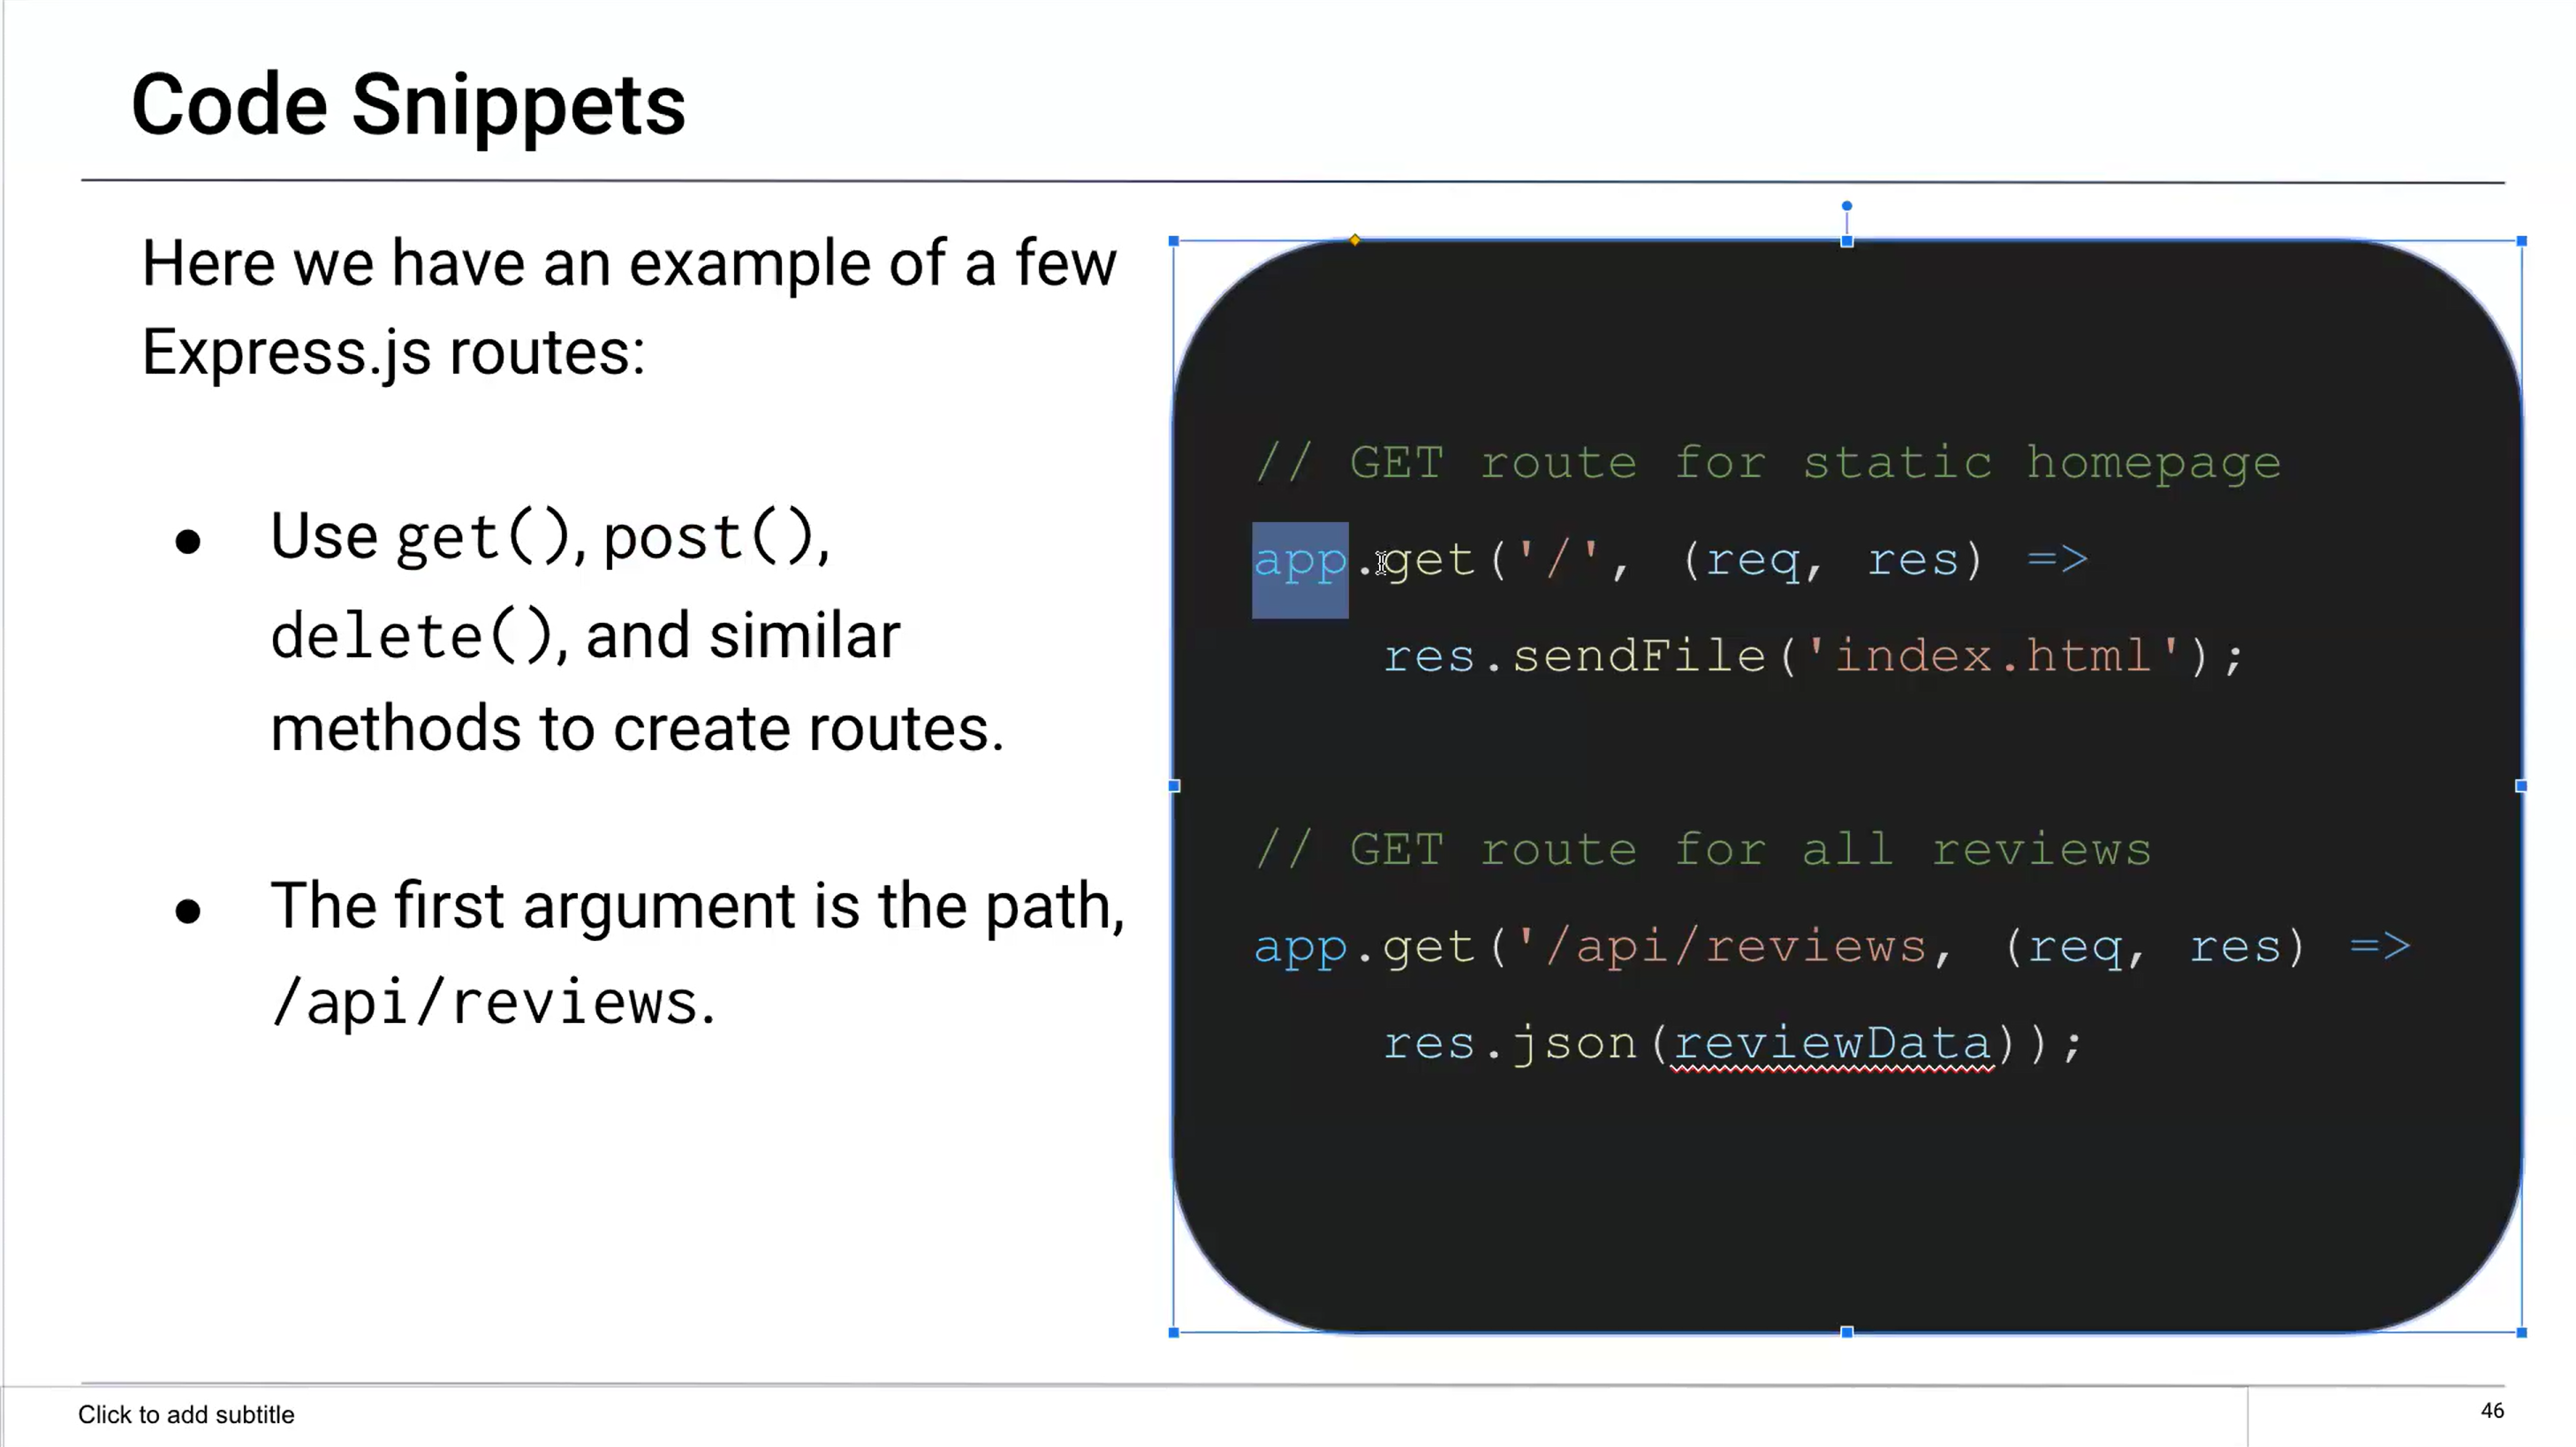 Code Snippets
Here we have an example of a few
Express.js routes:
● Use get(), post(),
delete(), and similar
methods to create routes.
● The first argument is the path,
/api/reviews.
// GET route for static homepage
app.get('/', (req, res) =>
res.sendFile('index.html');
// GET route for all reviews
app.get('/api/reviews, (req, res) =>
res.json(reviewData));
Click to add subtitle
46